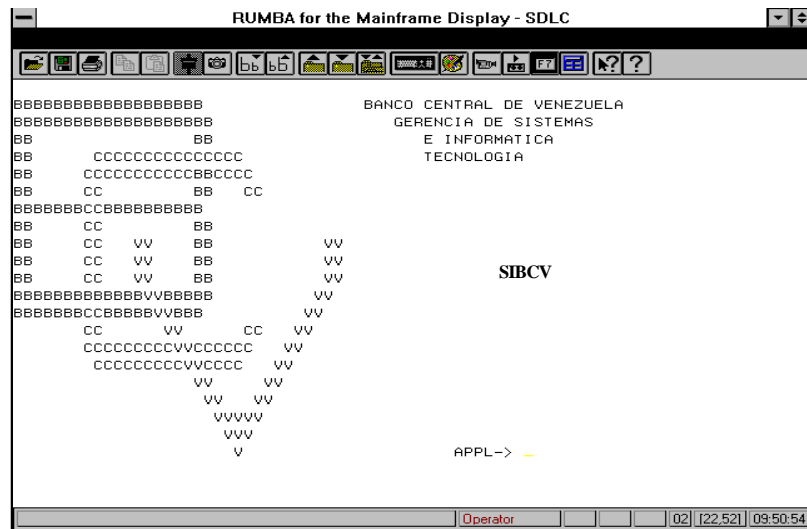 RUMBA for the Mainframe Display - SDLC
F7
BBBBBBBBBBBBBBBBBBB BANCO CENTRAL DE VENEZUELA
BBBBBBBBBBBBBBBBBBBB GERENCIA DE SISTEMAS
BB BB E INFORMATICA
BB CCCCCCCCCCCCCCC TECNOLOGIA
BB CCCCCCCCCCCBBCCCC
BB CC BB CC
BBBBBBBCCBBBBBBBBBB
BB CC BB
BB CC VV BB VV
BB CC VV BB VV
BB CC VV BB VV
SIBCV
BBBBBBBBBBBBBVVBBBBB VV
BBBBBBBCCBBBBBVVBBB VV
CC VV CC VV
CCCCCCCCCVVCCCCCC VV
CCCCCCCCCVVCCCC VV
VV VV
VV VV
VVVVV
VVV
V APPL-> _
Operator 02 [22,52] 09:50:54